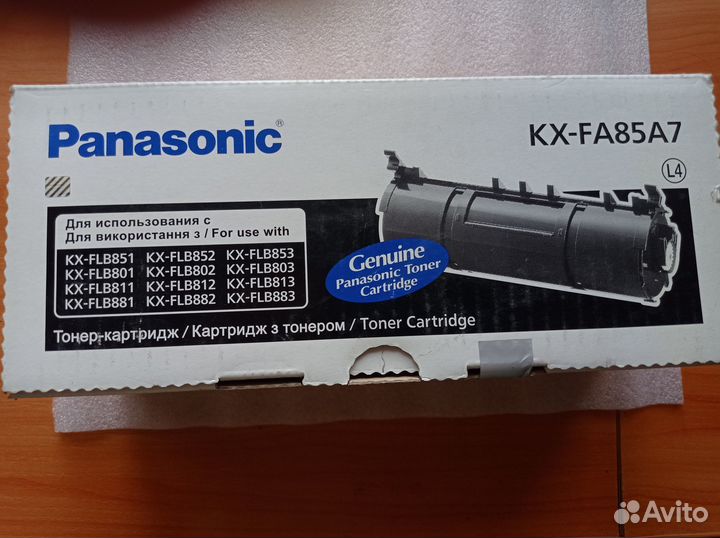 Panasonic®
KX-FA85A7
L4
Для использования с
Для використання з / For use with
KX-FLB851 KX-FLB852 KX-FLB853
KX-FLB801 KX-FLB802 KX-FLB803
KX-FLB811 KX-FLB812 KX-FLB813
KX-FLB881 KX-FLB882 KX-FLB883
Genuine
Panasonic Toner
Cartridge
Тонер-картридж / Картридж з тонером / Toner Cartridge
Avito